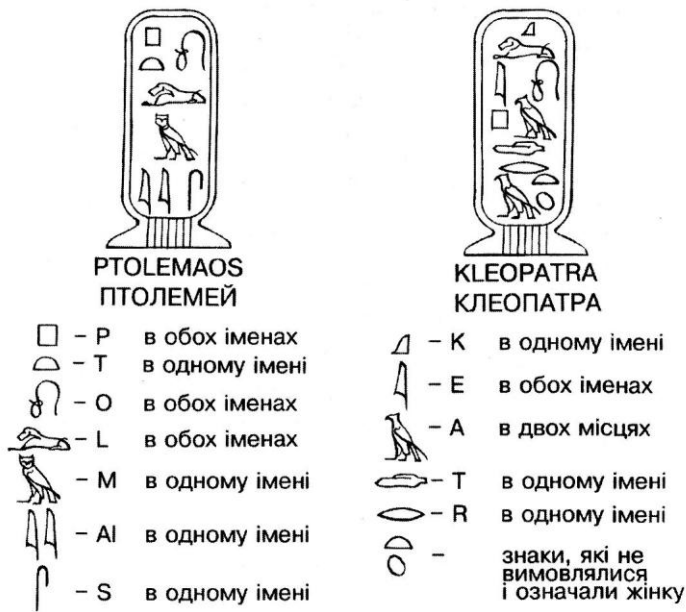 PTOLEMAOS
ПТОЛЕМЕЙ
– P в обох іменах
– T в одному імені
– O в обох іменах
– L в обох іменах
– M в одному імені
– AI в одному імені
– S в одному імені
KLEOPATRA
КЛЕОПАТРА
– K в одному імені
– E в обох іменах
– A в двох місцях
– T в одному імені
– R в одному імені
– знаки, які не
вимовлялися
і означали жінку